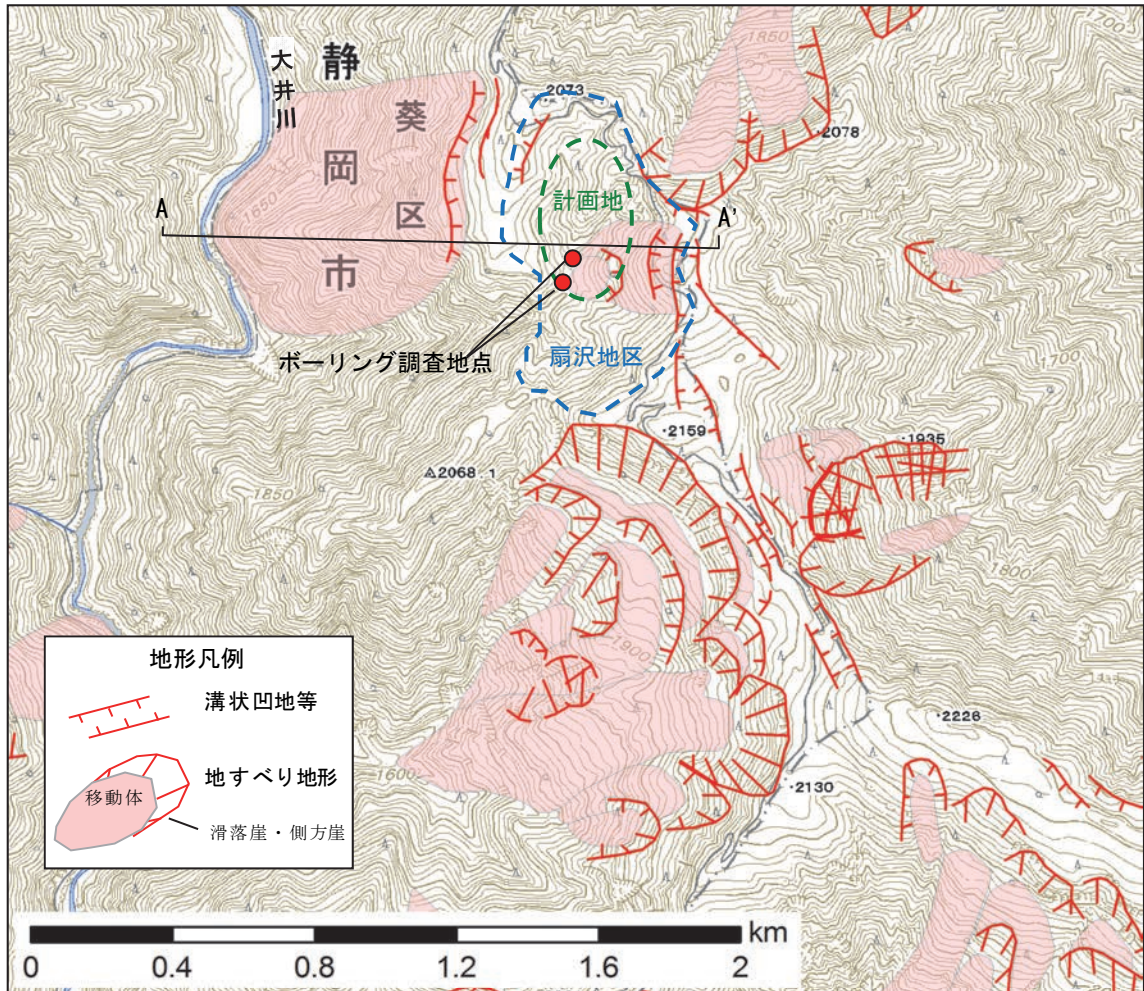 大井川
静岡市
葵区
1700
1850
2073
2078
計画地
A
A'
1650
ボーリング調査地点
扇沢地区
2159
1935
△2068.1
1850
1800
1900
地形凡例
溝状凹地等
地すべり地形
移動体
滑落崖・側方崖
2226
1600
2130
km
0
0.4
0.8
1.2
1.6
2